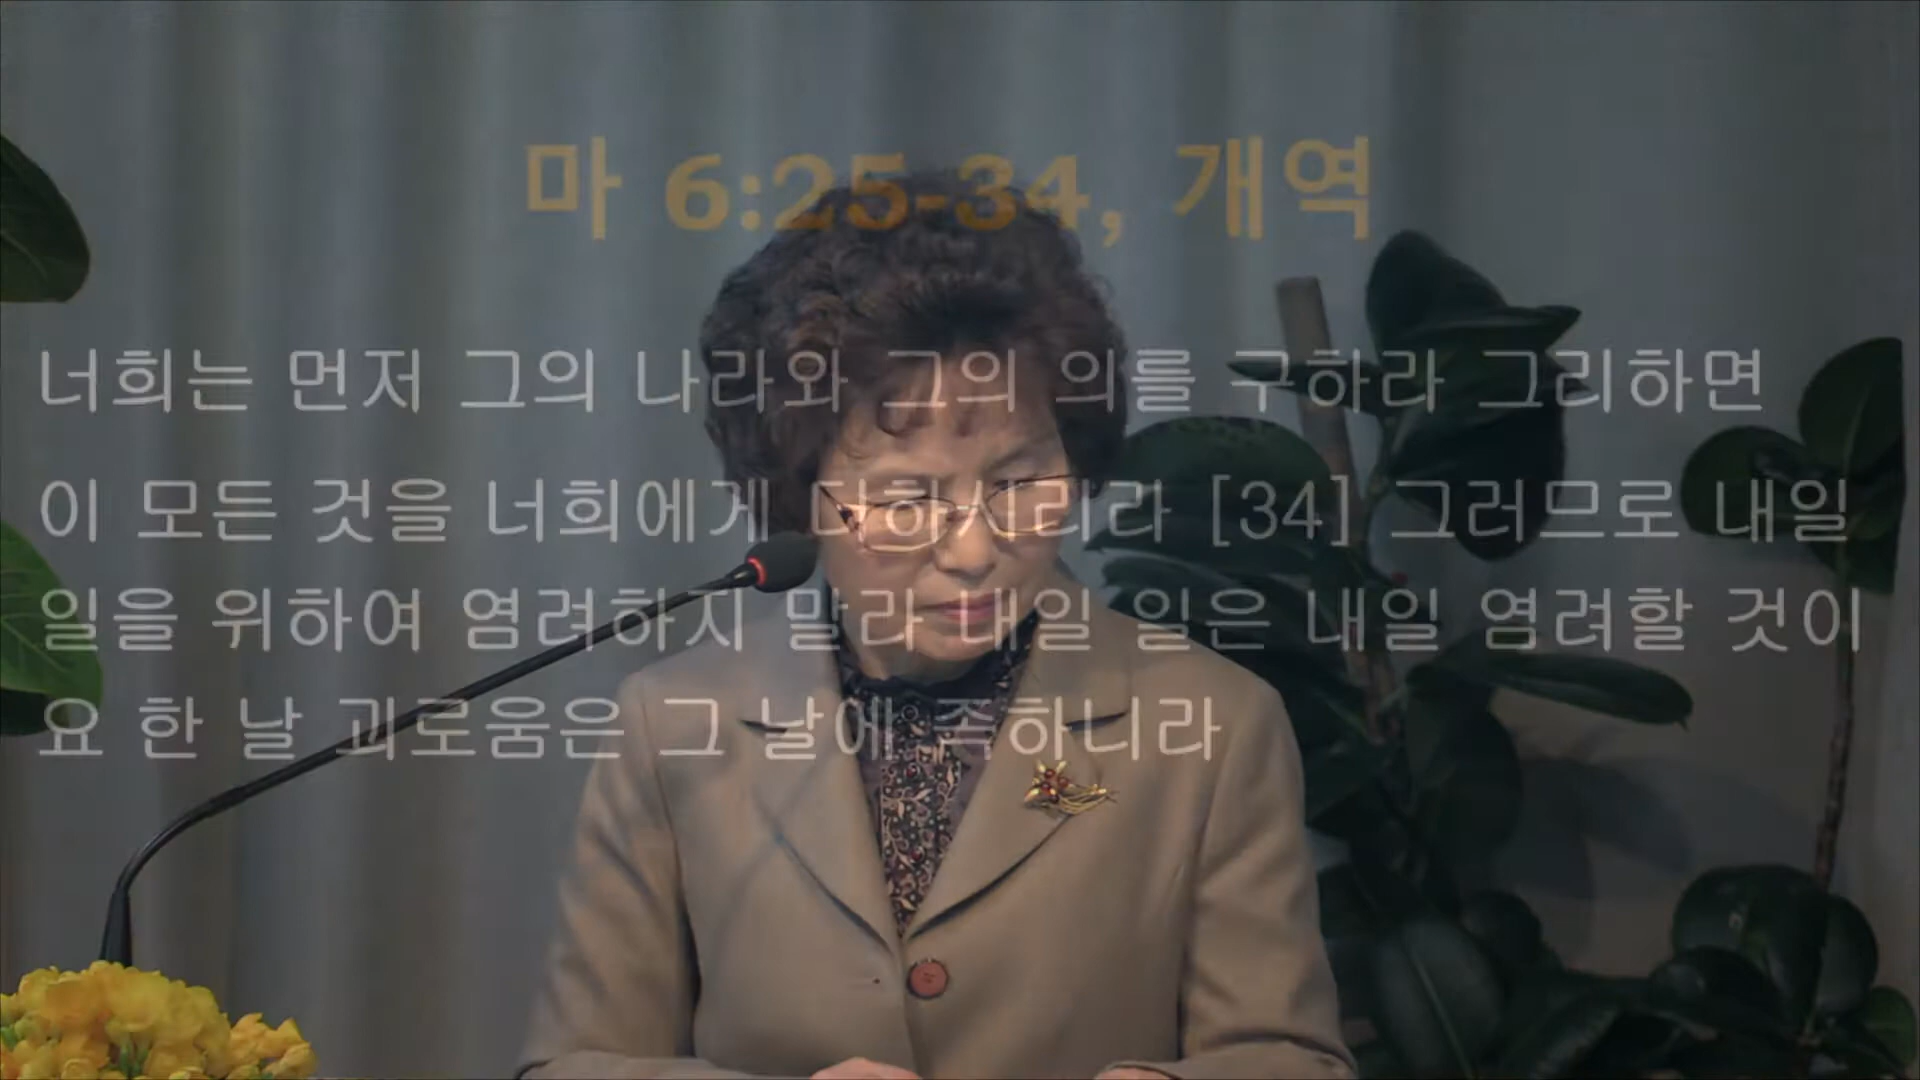 마 6:25-34, 개역
너희는 먼저 그의 나라와 그의 의를 구하라 그리하면
이 모든 것을 너희에게 더하시리라 [34] 그러므로 내일
일을 위하여 염려하지 말라 내일 일은 내일 염려할 것이
요 한 날 괴로움은 그 날에 족하니라